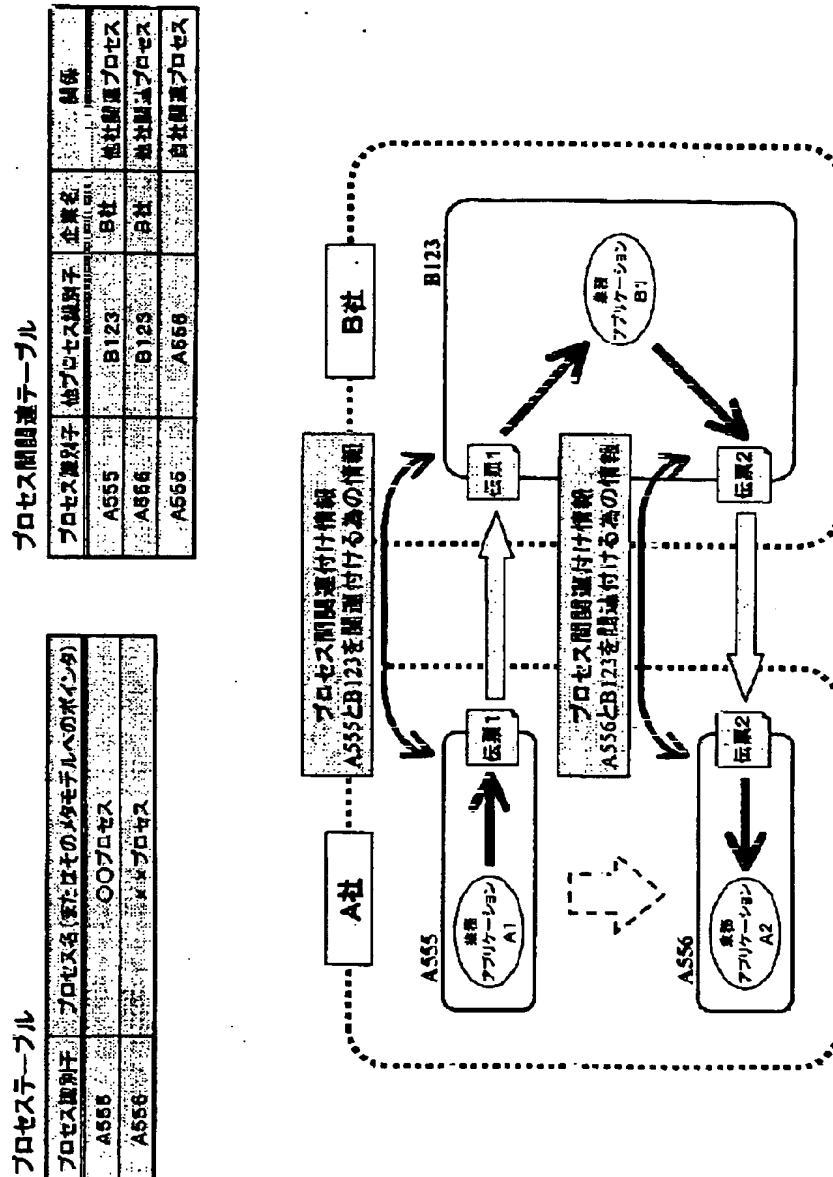 プロセステーブル
プロセス識別子 プロセス名(またはそのメタモデルへのポインタ)
A555 〇〇プロセス
A556 ××プロセス
プロセス間関連テーブル
プロセス識別子 他プロセス識別子 企業名 関係
A555 B123 B社 他社関連プロセス
A556 B123 B社 他社関連プロセス
A555 A556 自社関連プロセス
A社
B社
プロセス間関連付け情報
A555とB123を関連付ける為の情報
A555
業務
アプリケーション
A1
伝票1
伝票1
B123
業務
アプリケーション
B1
プロセス間関連付け情報
A556とB123を関連付ける為の情報
A556
業務
アプリケーション
A2
伝票2
伝票2